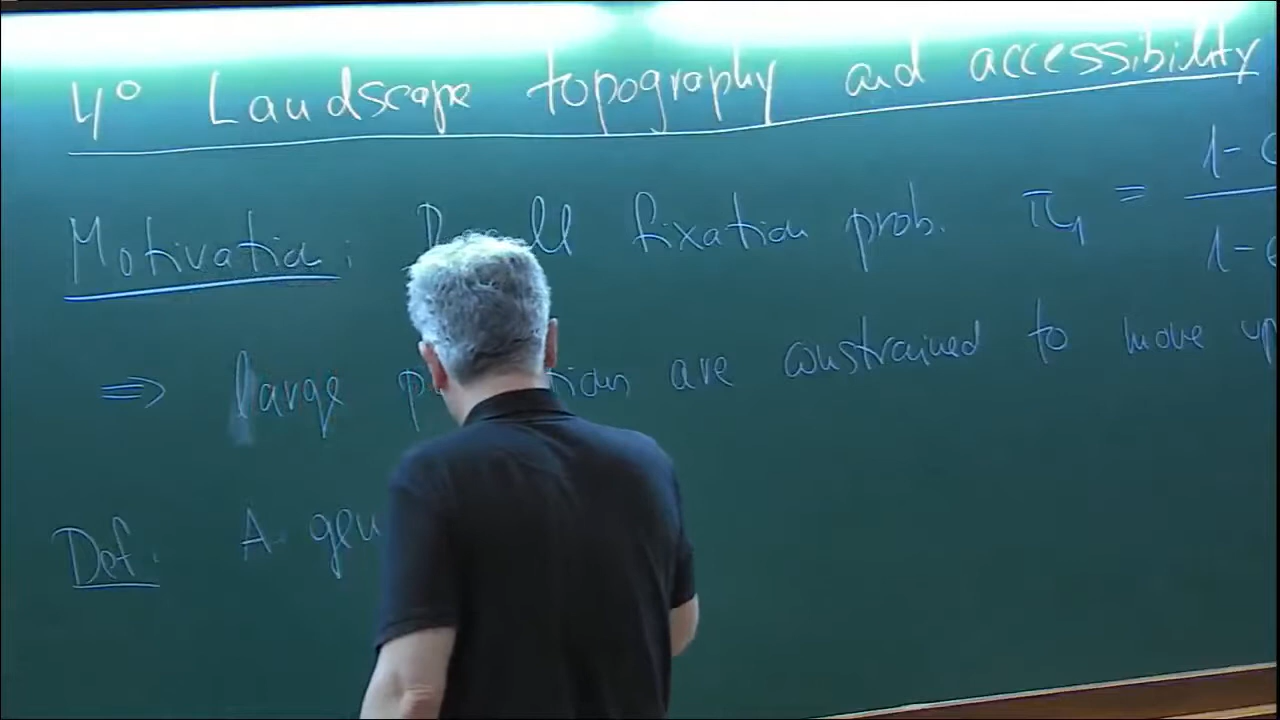 4° Landscape topography and accessibility
Motivation: Recall fixation prob. π₁ = 1- / 1-
⇒ large are constrained to move up
Def. A gen